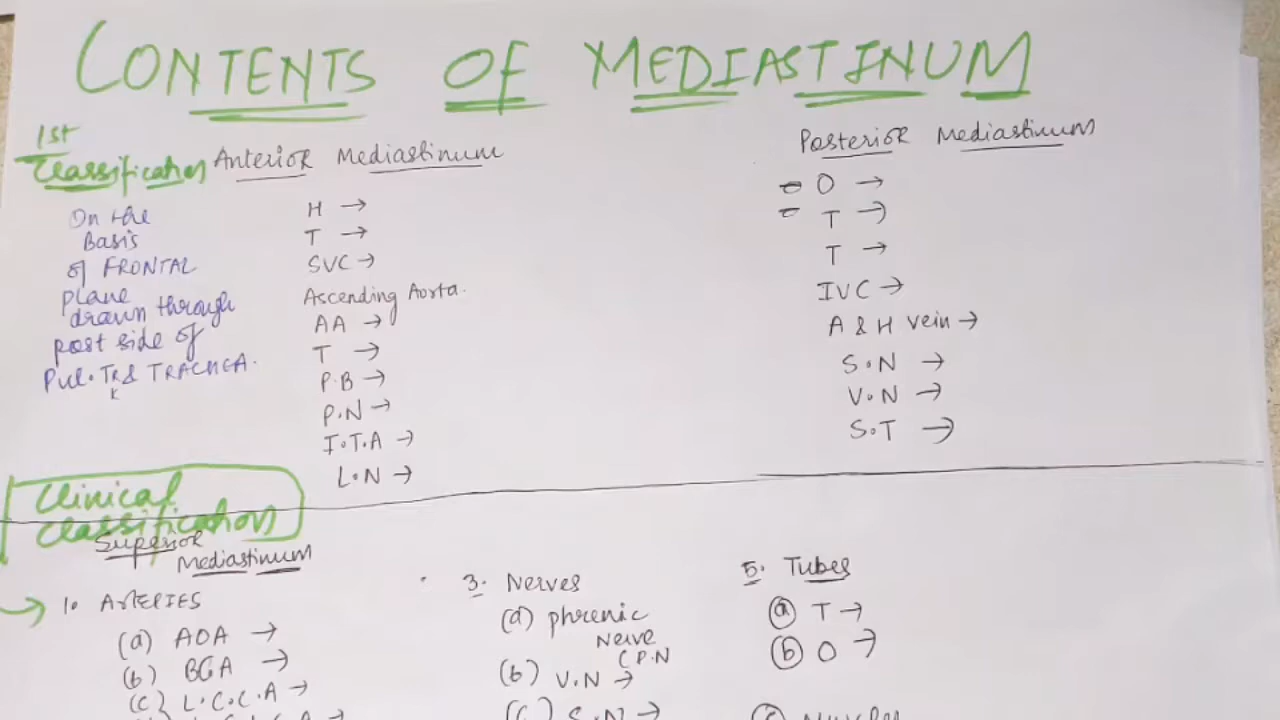 CONTENTS OF MEDIASTINUM
1st
Classification
On the
Basis
of FRONTAL
plane
drawn through
post side of
Pul. TR & TRACHEA.
K
Anterior Mediastinum
H →
T →
SVC →
Ascending Aorta.
AA →
T →
P.B →
P.N →
I.T.A →
L.N →
Posterior Mediastinum
O →
T →
T →
IVC →
A & H vein →
S.N →
V.N →
S.T →
Clinical
Classification
Superior
Mediastinum
1. ARTERIES
(a) AOA →
(b) BCA →
(c) L.C.C.A →
3. Nerves
(a) phrenic
Nerve
(P.N
(b) V.N →
(c) S.N →
5. Tubes
(a) T →
(b) O →